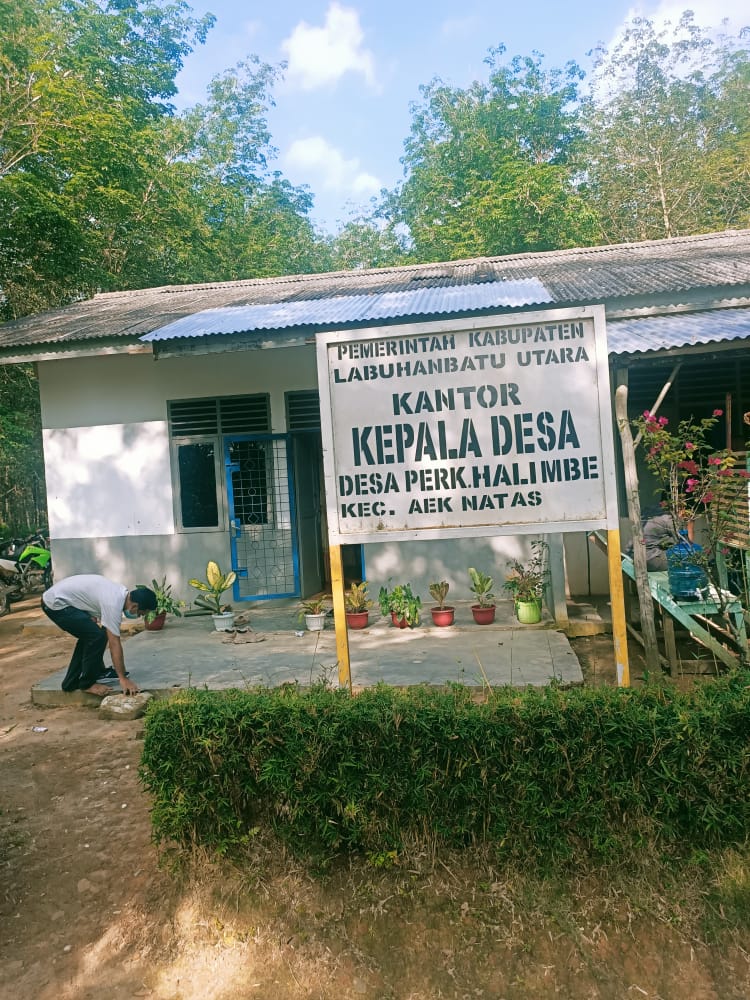 PEMERINTAH KABUPATEN
LABUHANBATU UTARA
KANTOR
KEPALA DESA
DESA PERK.HALIMBE
KEC. AEK NATAS